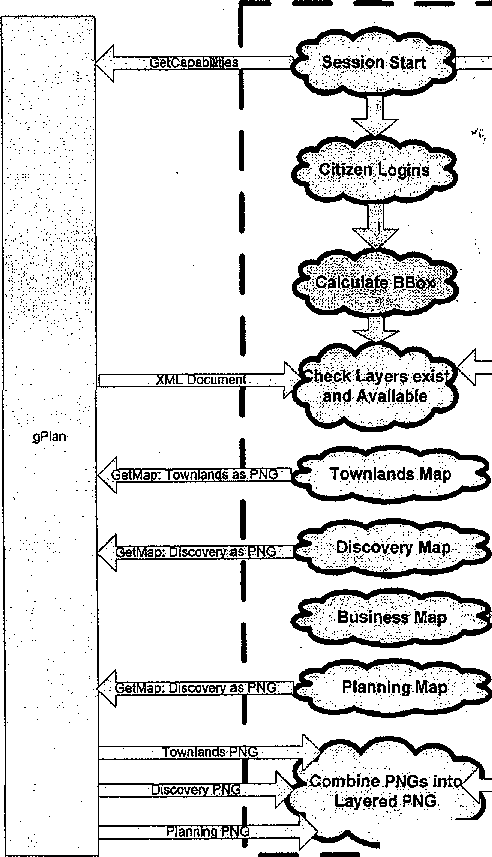 GetCapabilities
Session Start
Citizen Logins
Calculate BBox
XML Document
Check Layers exist
and Available
gPlan
GetMap: Townlands as PNG
Townlands Map
GetMap: Discovery as PNG
Discovery Map
Business Map
GetMap: Discovery as PNG
Planning Map
Townlands PNG
Discovery PNG
Combine PNGs into
Layered PNG
Planning PNG